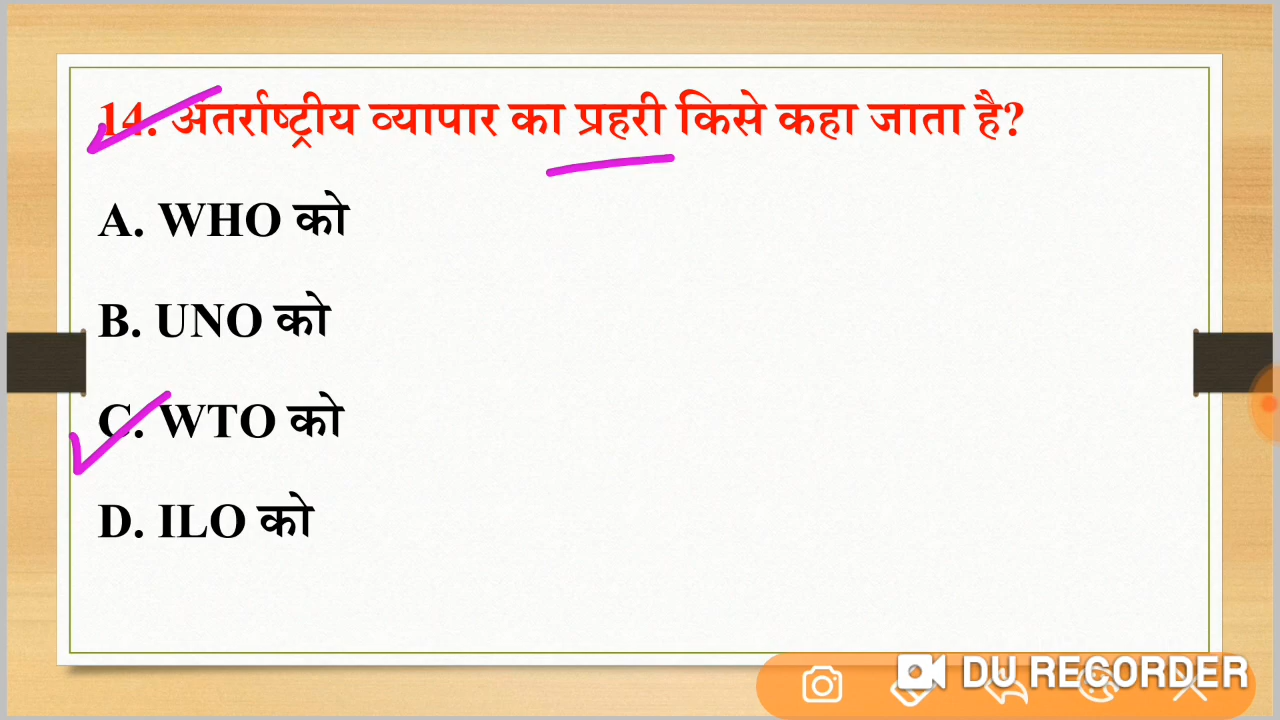 14. अंतर्राष्ट्रीय व्यापार का प्रहरी किसे कहा जाता है?
A. WHO को
B. UNO को
C. WTO को
D. ILO को
DU RECORDER